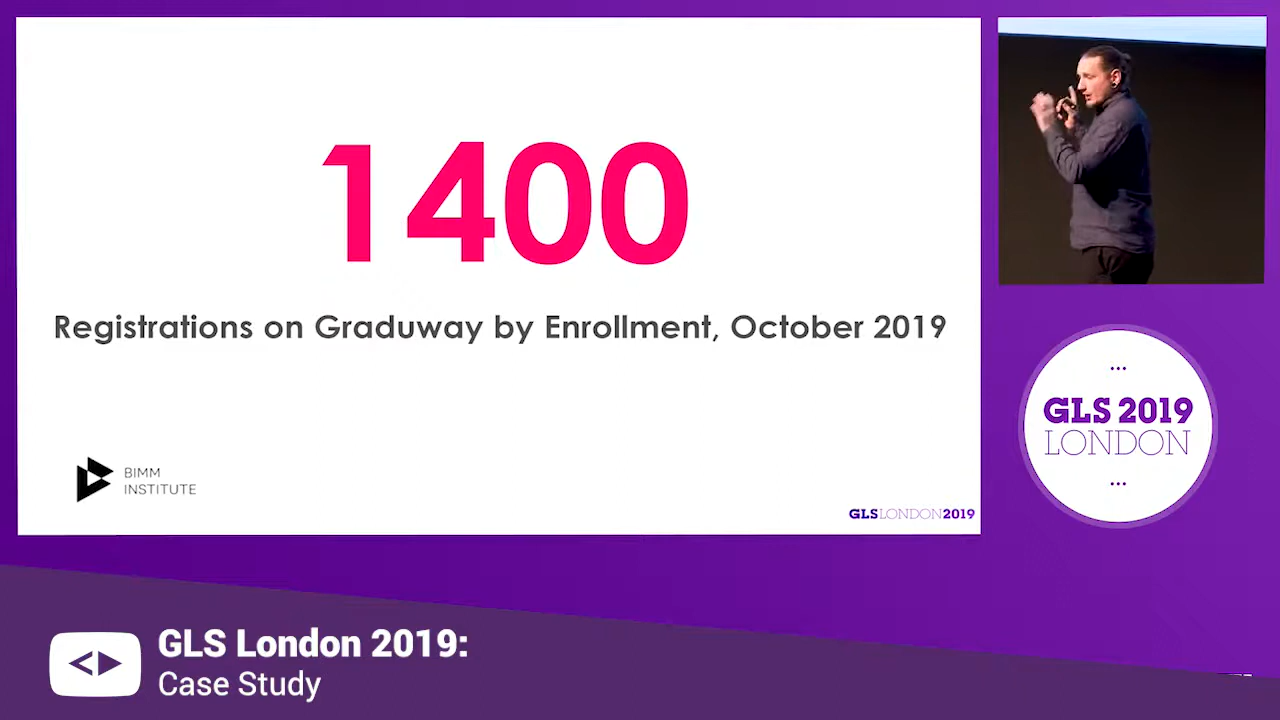 1400
Registrations on Graduway by Enrollment, October 2019
BIMM
INSTITUTE
GLSLONDON2019
...
GLS 2019
LONDON
...
GLS London 2019:
Case Study